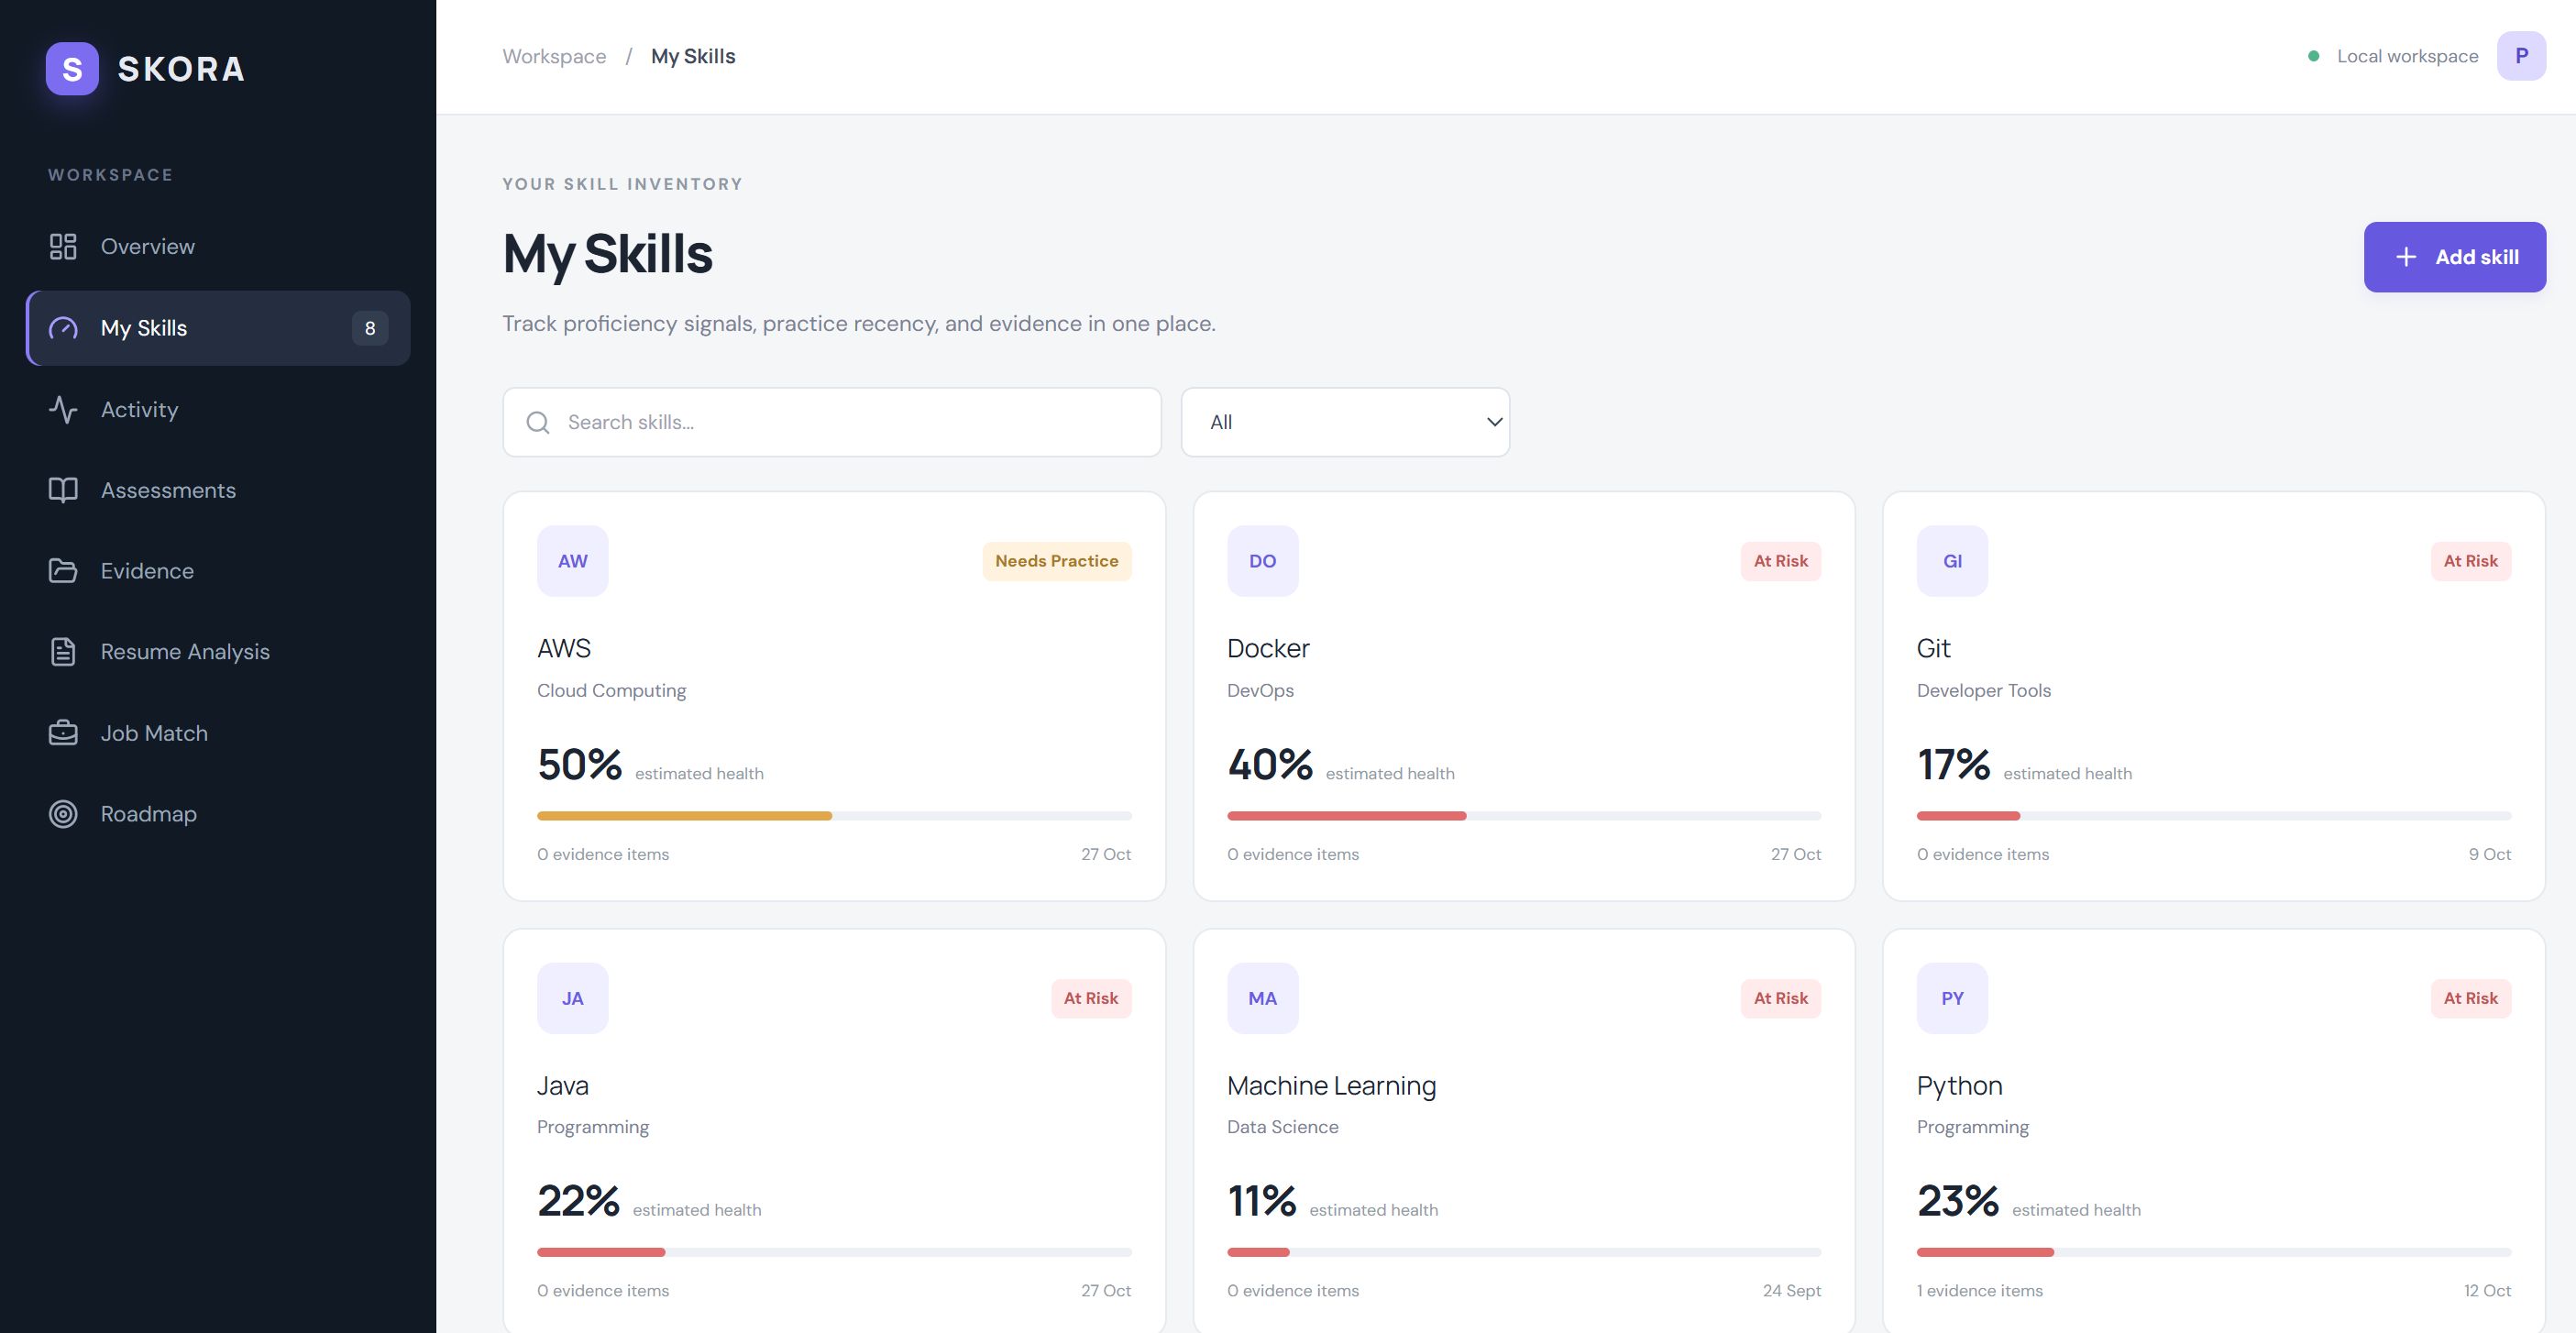 S SKORA
WORKSPACE
Overview
My Skills 8
Activity
Assessments
Evidence
Resume Analysis
Job Match
Roadmap
Workspace / My Skills
Local workspace P
YOUR SKILL INVENTORY
My Skills
Add skill
Track proficiency signals, practice recency, and evidence in one place.
Search skills...
All
AW Needs Practice
AWS
Cloud Computing
50% estimated health
0 evidence items 27 Oct
DO At Risk
Docker
DevOps
40% estimated health
0 evidence items 27 Oct
GI At Risk
Git
Developer Tools
17% estimated health
0 evidence items 9 Oct
JA At Risk
Java
Programming
22% estimated health
0 evidence items 27 Oct
MA At Risk
Machine Learning
Data Science
11% estimated health
0 evidence items 24 Sept
PY At Risk
Python
Programming
23% estimated health
1 evidence items 12 Oct